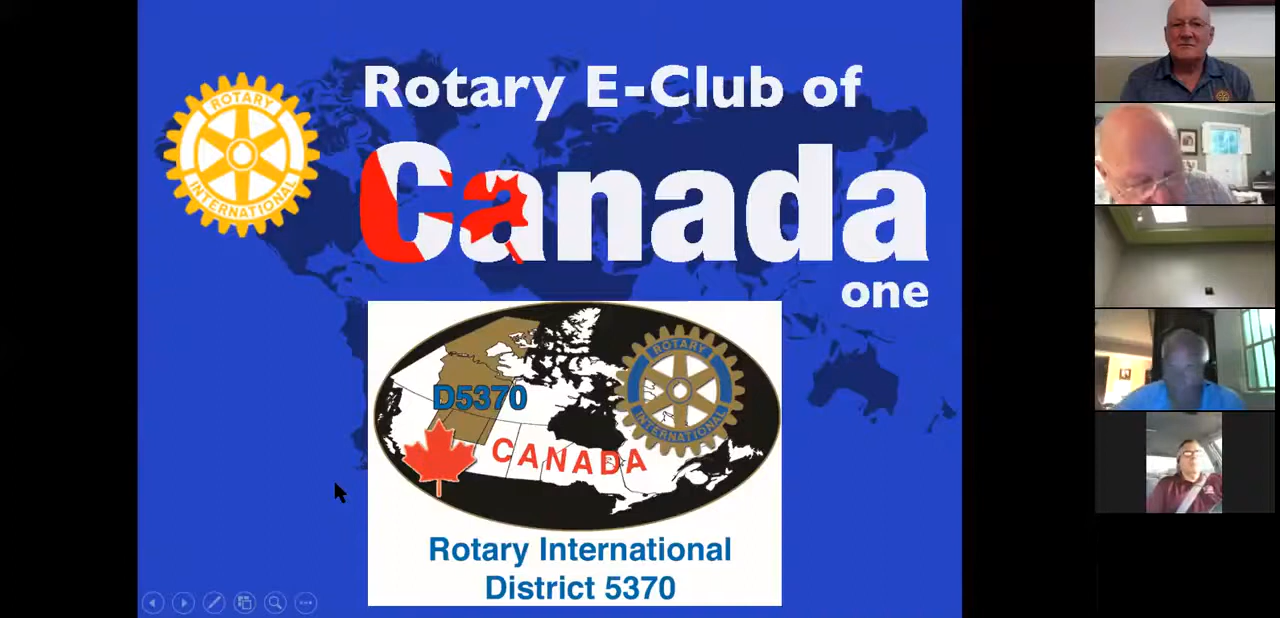 ROTARY
INTERNATIONAL
Rotary E-Club of
Canada
one
D5370
CANADA
ROTARY
INTERNATIONAL
Rotary International
District 5370